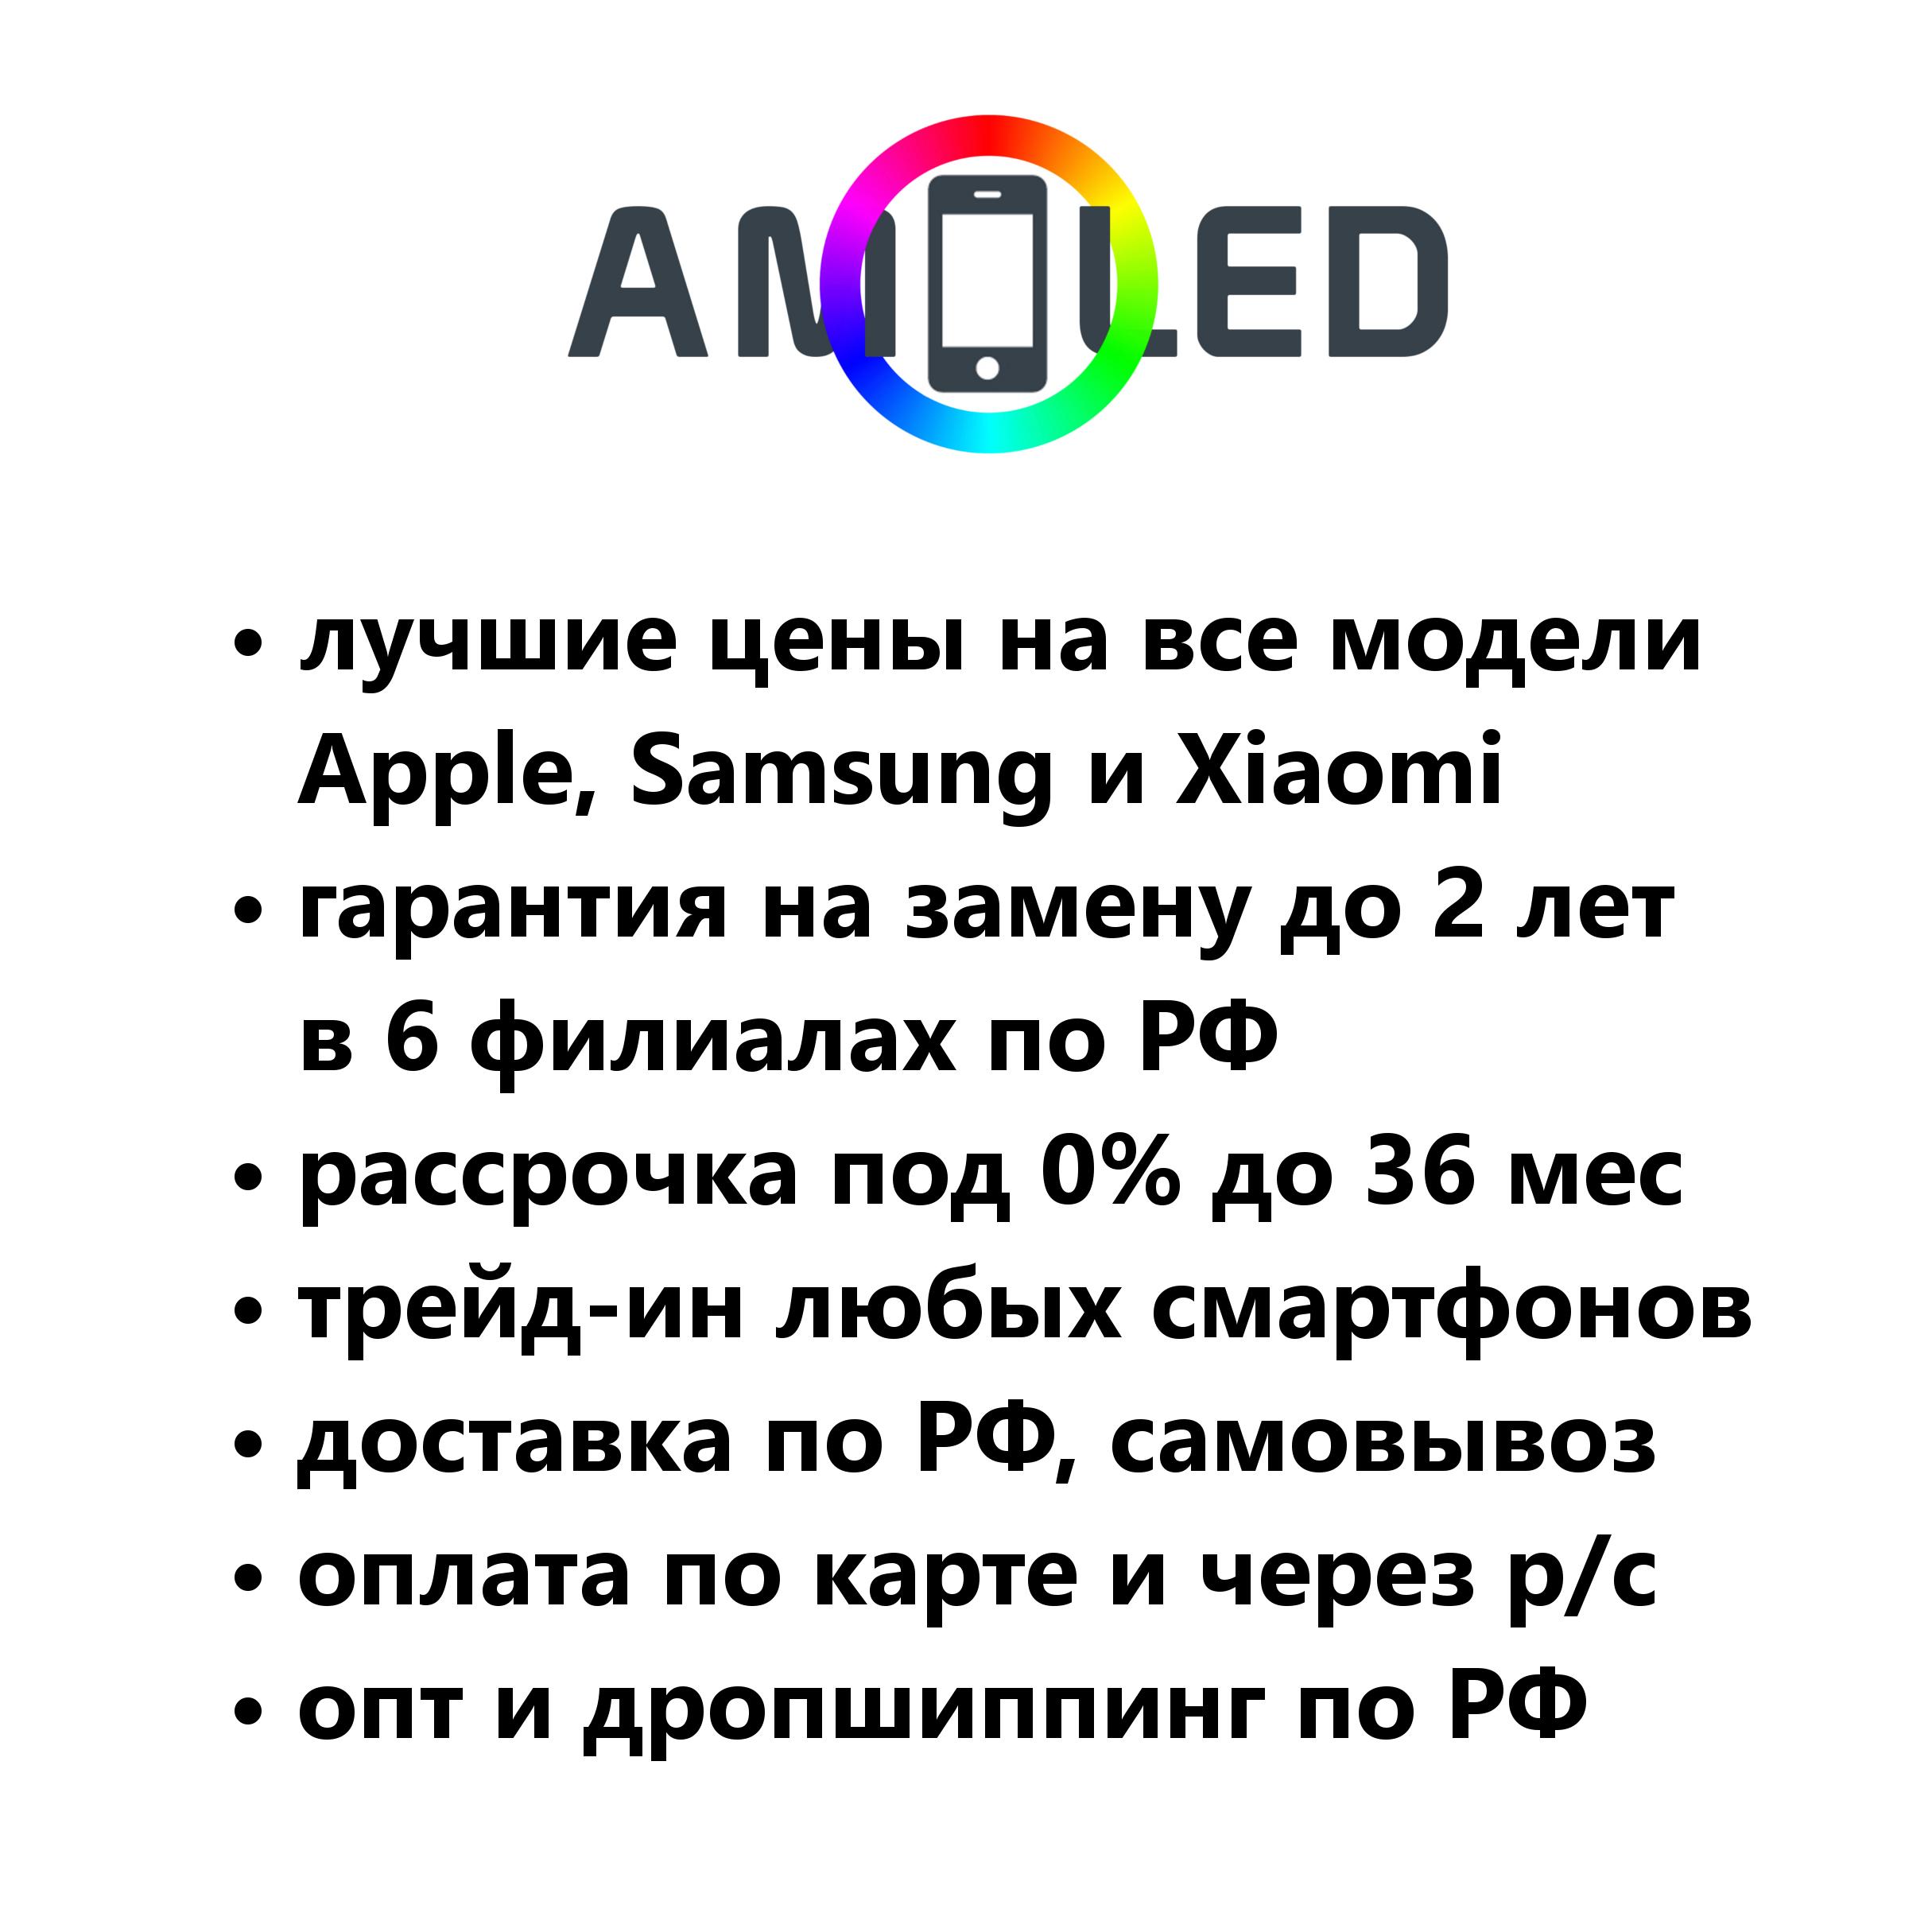 AMOLED
• лучшие цены на все модели
Apple, Samsung и Xiaomi
• гарантия на замену до 2 лет
в 6 филиалах по РФ
• рассрочка под 0% до 36 мес
• трейд-ин любых смартфонов
• доставка по РФ, самовывоз
• оплата по карте и через р/с
• опт и дропшиппинг по РФ